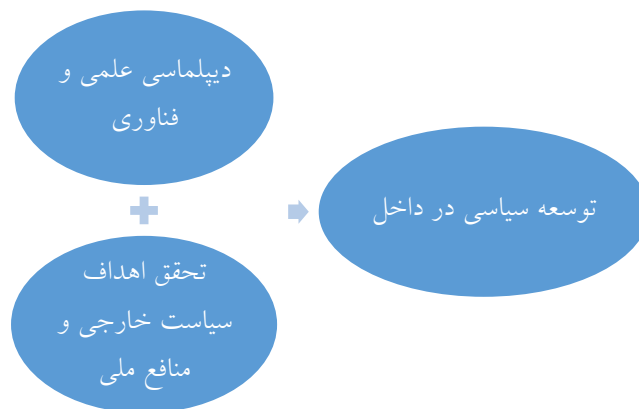 دیپلماسی علمی و
فناوری
تحقق اهداف
سیاست خارجی و
منافع ملی
توسعه سیاسی در داخل